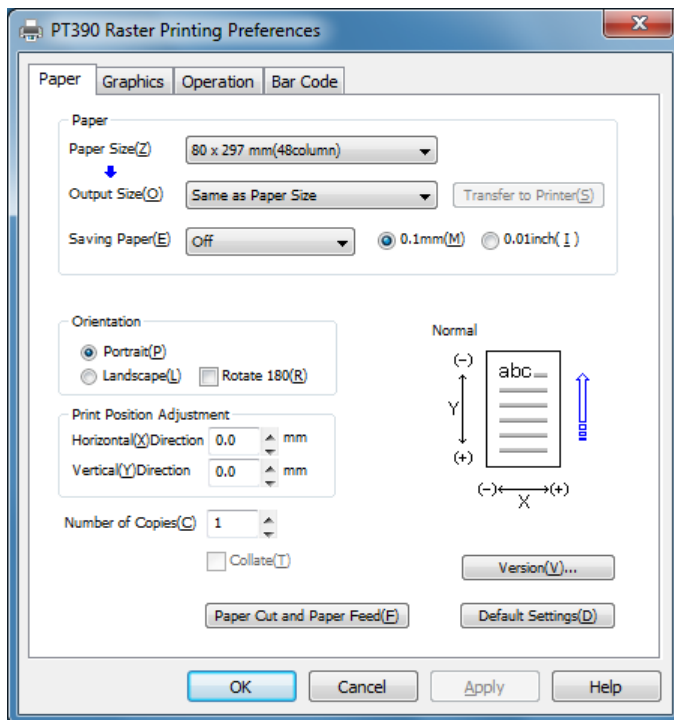 PT390 Raster Printing Preferences
Paper Graphics Operation Bar Code
Paper
Paper Size(Z) 80 x 297 mm(48column)
Output Size(O) Same as Paper Size Transfer to Printer(S)
Saving Paper(E) Off 0.1mm(M) 0.01inch( I )
Orientation
Portrait(P)
Landscape(L) Rotate 180(R)
Print Position Adjustment
Horizontal(X)Direction 0.0 mm
Vertical(Y)Direction 0.0 mm
Number of Copies(C) 1
Collate(T)
Paper Cut and Paper Feed(F)
Normal
(-)
abc
Y
(+)
(-) (+)
X
Version(V)...
Default Settings(D)
OK Cancel Apply Help